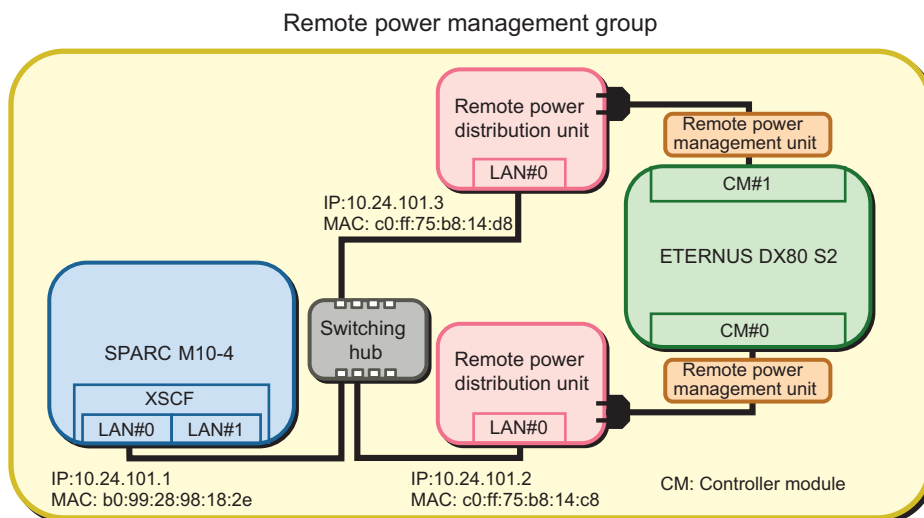 Remote power management group
Remote power
distribution unit
LAN#0
Remote power
management unit
CM#1
IP:10.24.101.3
MAC: c0:ff:75:b8:14:d8
ETERNUS DX80 S2
CM#0
Remote power
management unit
SPARC M10-4
XSCF
LAN#0
LAN#1
Switching
hub
Remote power
distribution unit
LAN#0
IP:10.24.101.1
MAC: b0:99:28:98:18:2e
IP:10.24.101.2
MAC: c0:ff:75:b8:14:c8
CM: Controller module